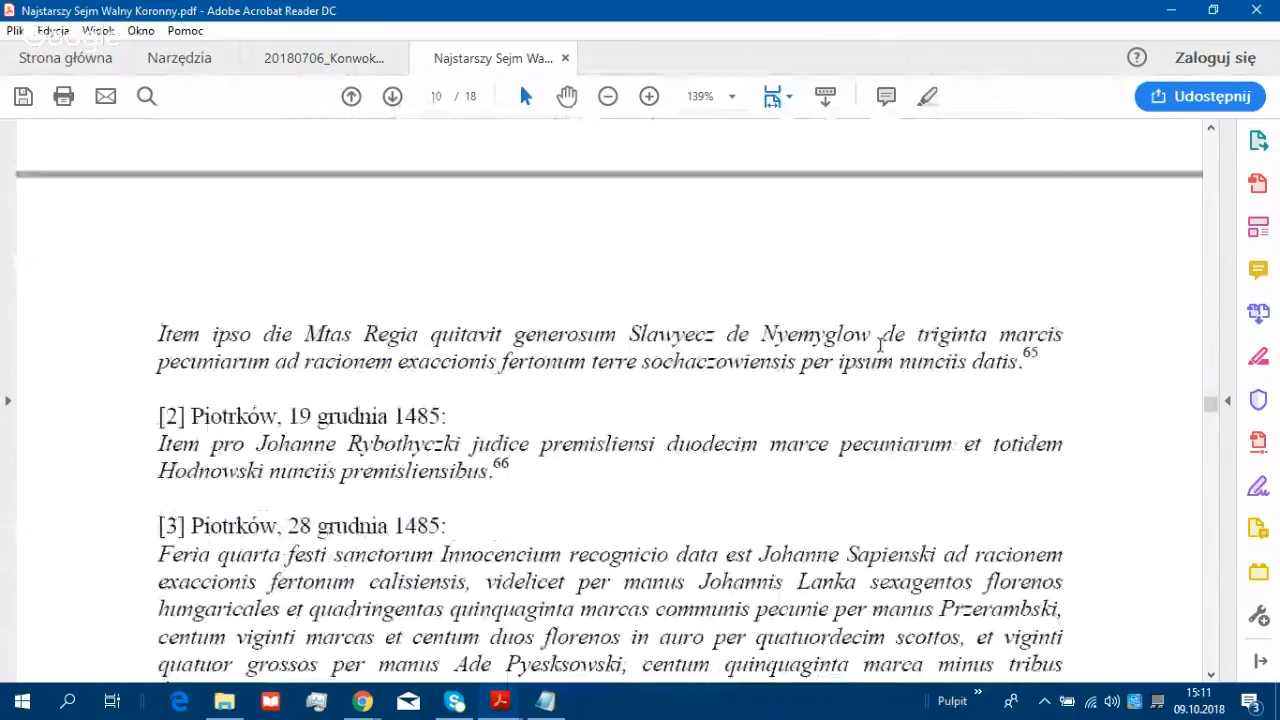 Najstarszy Sejm Walny Koronny.pdf - Adobe Acrobat Reader DC
Plik Edycja Widok Okno Pomoc
Google
Strona główna Narzędzia 20180706_Konwok... Najstarszy Sejm Wa... × Zaloguj się
10 / 18 139% Udostępnij
Item ipso die Mtas Regia quitavit generosum Slawyecz de Nyemyglow de triginta marcis
pecuniarum ad racionem exaccionis fertonum terre sochaczowiensis per ipsum nunciis datis.65
[2] Piotrków, 19 grudnia 1485:
Item pro Johanne Rybothyczki judice premisliensi duodecim marce pecuniarum et totidem
Hodnowski nunciis premisliensibus.66
[3] Piotrków, 28 grudnia 1485:
Feria quarta festi sanctorum Innocencium recognicio data est Johanne Sapienski ad racionem
exaccionis fertonum calisiensis, videlicet per manus Johannis Lanka sexagentos florenos
hungaricales et quadringentas quinquaginta marcas communis pecunie per manus Przerambski,
centum viginti marcas et centum duos florenos in auro per quatuordecim scottos, et viginti
quatuor grossos per manus Ade Pyesksowski, centum quinquaginta marca minus tribus
Pulpit » 15:11
09.10.2018 3